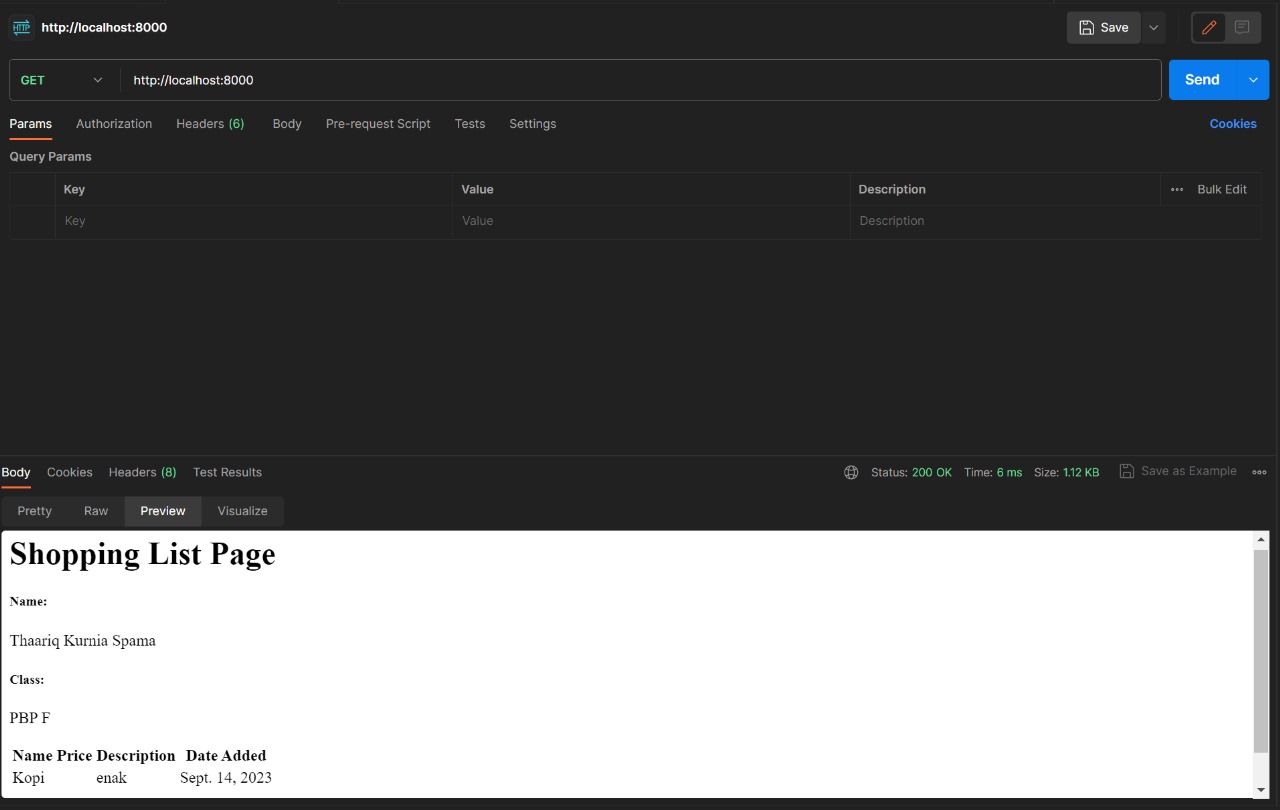 HTTP http://localhost:8000 Save
GET http://localhost:8000 Send
Params Authorization Headers (6) Body Pre-request Script Tests Settings Cookies
Query Params
Key Value Description Bulk Edit
Key Value Description
Body Cookies Headers (8) Test Results Status: 200 OK Time: 6 ms Size: 1.12 KB Save as Example
Pretty Raw Preview Visualize
Shopping List Page
Name:
Thaariq Kurnia Spama
Class:
PBP F
Name Price Description Date Added
Kopi enak Sept. 14, 2023